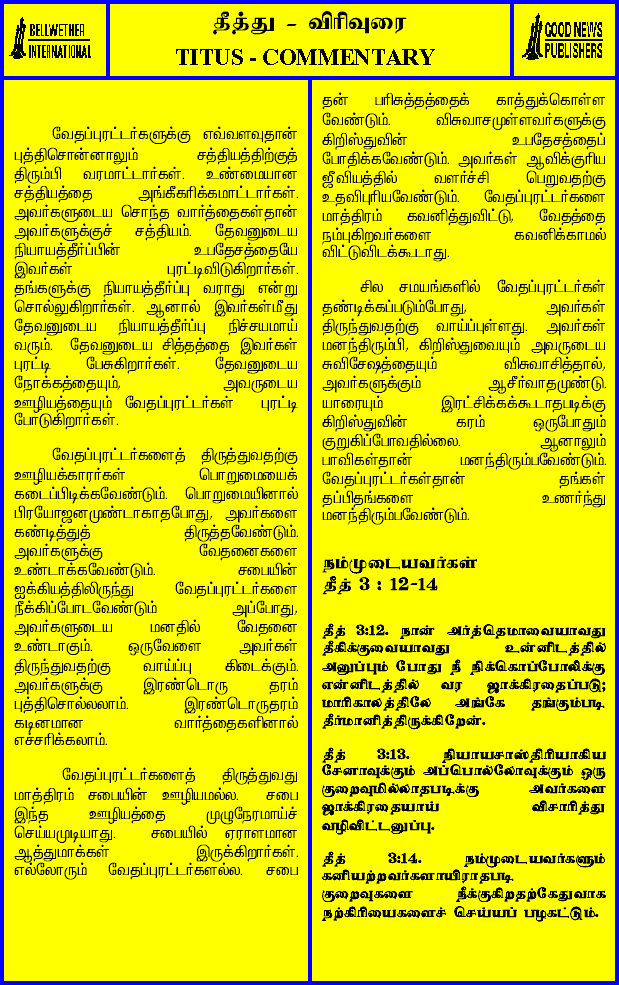 BELLWETHER
INTERNATIONAL
தீத்து - விரிவுரை
TITUS - COMMENTARY
GOOD NEWS
PUBLISHERS
வேதப்புரட்டர்களுக்கு எவ்வளவுதான்
புத்திசொன்னாலும் சத்தியத்திற்குத்
திரும்பி வரமாட்டார்கள். உண்மையான
சத்தியத்தை அங்கீகரிக்கமாட்டார்கள்.
அவர்களுடைய சொந்த வார்த்தைகள்தான்
அவர்களுக்குச் சத்தியம். தேவனுடைய
நியாயத்தீர்ப்பின் உபதேசத்தையே
இவர்கள் புரட்டிவிடுகிறார்கள்.
தங்களுக்கு நியாயத்தீர்ப்பு வராது என்று
சொல்லுகிறார்கள். ஆனால் இவர்கள்மீது
தேவனுடைய நியாயத்தீர்ப்பு நிச்சயமாய்
வரும். தேவனுடைய சித்தத்தை இவர்கள்
புரட்டி பேசுகிறார்கள். தேவனுடைய
நோக்கத்தையும், அவருடைய
ஊழியத்தையும் வேதப்புரட்டர்கள் புரட்டி
போடுகிறார்கள்.
வேதப்புரட்டர்களைத் திருத்துவதற்கு
ஊழியக்காரர்கள் பொறுமையைக்
கடைப்பிடிக்கவேண்டும். பொறுமையினால்
பிரயோஜனமுண்டாகாதபோது, அவர்களை
கண்டித்துத் திருத்தவேண்டும்.
அவர்களுக்கு வேதனைகளை
உண்டாக்கவேண்டும். சபையின்
ஐக்கியத்திலிருந்து வேதப்புரட்டர்களை
நீக்கிப்போடவேண்டும் அப்போது,
அவர்களுடைய மனதில் வேதனை
உண்டாகும். ஒருவேளை அவர்கள்
திருந்துவதற்கு வாய்ப்பு கிடைக்கும்.
அவர்களுக்கு இரண்டொரு தரம்
புத்திசொல்லலாம். இரண்டொருதரம்
கடினமான வார்த்தைகளினால்
எச்சரிக்கலாம்.
வேதப்புரட்டர்களைத் திருத்துவது
மாத்திரம் சபையின் ஊழியமல்ல. சபை
இந்த ஊழியத்தை முழுநேரமாய்ச்
செய்யமுடியாது. சபையில் ஏராளமான
ஆத்துமாக்கள் இருக்கிறார்கள்.
எல்லோரும் வேதப்புரட்டர்களல்ல. சபை
தன் பரிசுத்தத்தைக் காத்துக்கொள்ள
வேண்டும். விசுவாசமுள்ளவர்களுக்கு
கிறிஸ்துவின் உபதேசத்தைப்
போதிக்கவேண்டும். அவர்கள் ஆவிக்குரிய
ஜீவியத்தில் வளர்ச்சி பெறுவதற்கு
உதவிபுரியவேண்டும். வேதப்புரட்டர்களை
மாத்திரம் கவனித்துவிட்டு, வேதத்தை
நம்புகிறவர்களை கவனிக்காமல்
விட்டுவிடக்கூடாது.
சில சமயங்களில் வேதப்புரட்டர்கள்
தண்டிக்கப்படும்போது, அவர்கள்
திருந்துவதற்கு வாய்ப்புள்ளது. அவர்கள்
மனந்திரும்பி, கிறிஸ்துவையும் அவருடைய
சுவிசேஷத்தையும் விசுவாசித்தால்,
அவர்களுக்கும் ஆசீர்வாதமுண்டு.
யாரையும் இரட்சிக்கக்கூடாதபடிக்கு
கிறிஸ்துவின் கரம் ஒருபோதும்
குறுகிப்போவதில்லை. ஆனாலும்
பாவிகள்தான் மனந்திரும்பவேண்டும்.
வேதப்புரட்டர்கள்தான் தங்கள்
தப்பிதங்களை உணர்ந்து
மனந்திரும்பவேண்டும்.
நம்முடையவர்கள்
தீத் 3 : 12-14
தீத் 3:12. நான் அர்த்தெமாவையாவது
தீகிக்குவையாவது உன்னிடத்தில்
அனுப்பும் போது நீ நிக்கொப்போலிக்கு
என்னிடத்தில் வர ஜாக்கிரதைப்படு;
மாரிகாலத்திலே அங்கே தங்கும்படி
தீர்மானித்திருக்கிறேன்.
தீத் 3:13. நியாயசாஸ்திரியாகிய
சேனாவுக்கும் அப்பொல்லோவுக்கும் ஒரு
குறைவுமில்லாதபடிக்கு அவர்களை
ஜாக்கிரதையாய் விசாரித்து
வழிவிட்டனுப்பு.
தீத் 3:14. நம்முடையவர்களும்
கனியற்றவர்களாயிராதபடி
குறைவுகளை நீக்குகிறதற்கேதுவாக
நற்கிரியைகளைச் செய்யப் பழகட்டும்.